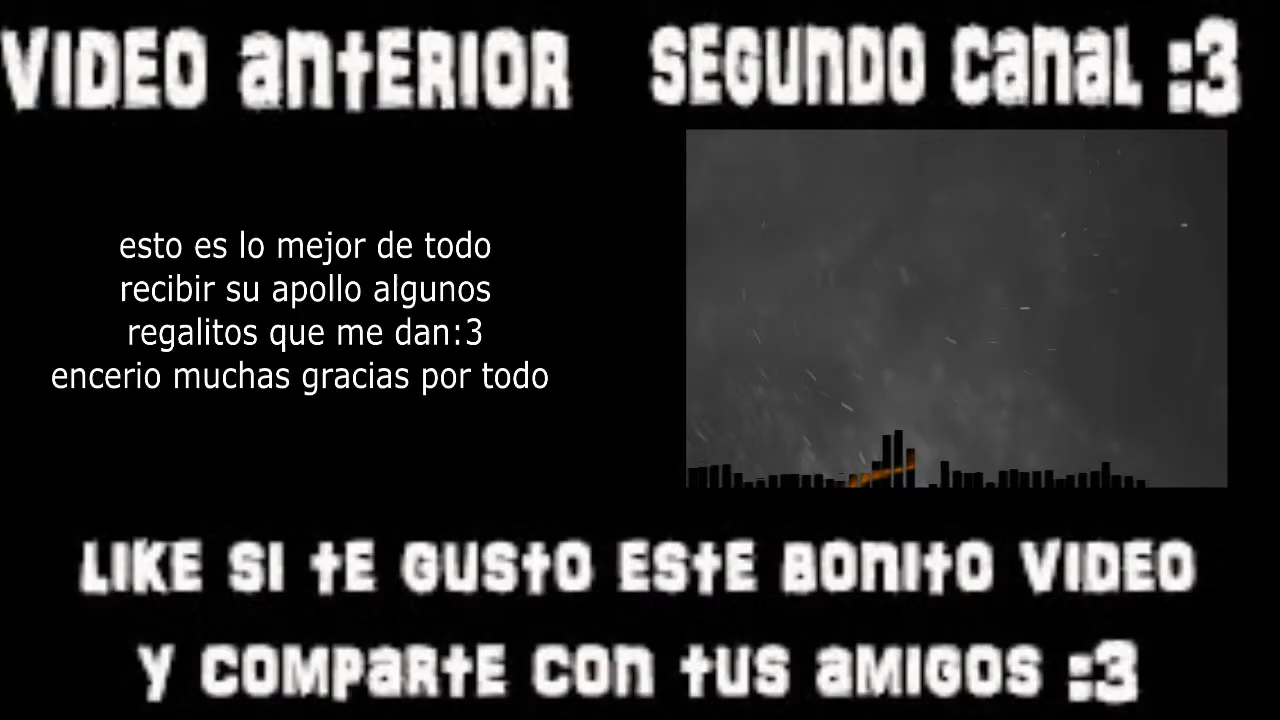 VIDEO anTERIOR
SEGUnDO CanaL :3
esto es lo mejor de todo
recibir su apollo algunos
regalitos que me dan:3
encerio muchas gracias por todo
LIKE SI TE GUSTO ESTE BOnITO VIDEO
Y COMPaRTE COn TUS aMIGOS :3